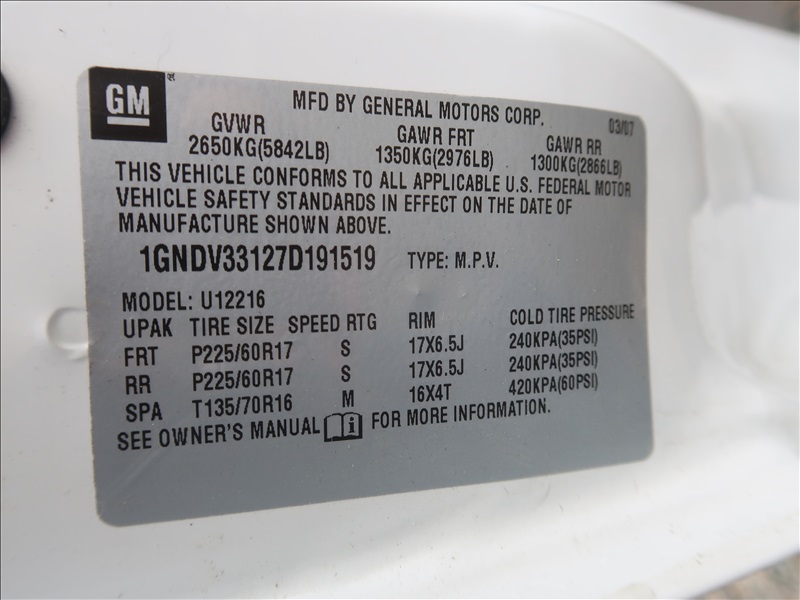 GM
MFD BY GENERAL MOTORS CORP. 03/07
GVWR GAWR FRT GAWR RR
2650KG(5842LB) 1350KG(2976LB) 1300KG(2866LB)
THIS VEHICLE CONFORMS TO ALL APPLICABLE U.S. FEDERAL MOTOR
VEHICLE SAFETY STANDARDS IN EFFECT ON THE DATE OF
MANUFACTURE SHOWN ABOVE.
1GNDV33127D191519 TYPE: M.P.V.
MODEL: U12216
UPAK TIRE SIZE SPEED RTG RIM COLD TIRE PRESSURE
FRT P225/60R17 S 17X6.5J 240KPA(35PSI)
RR P225/60R17 S 17X6.5J 240KPA(35PSI)
SPA T135/70R16 M 16X4T 420KPA(60PSI)
SEE OWNER'S MANUAL i FOR MORE INFORMATION.